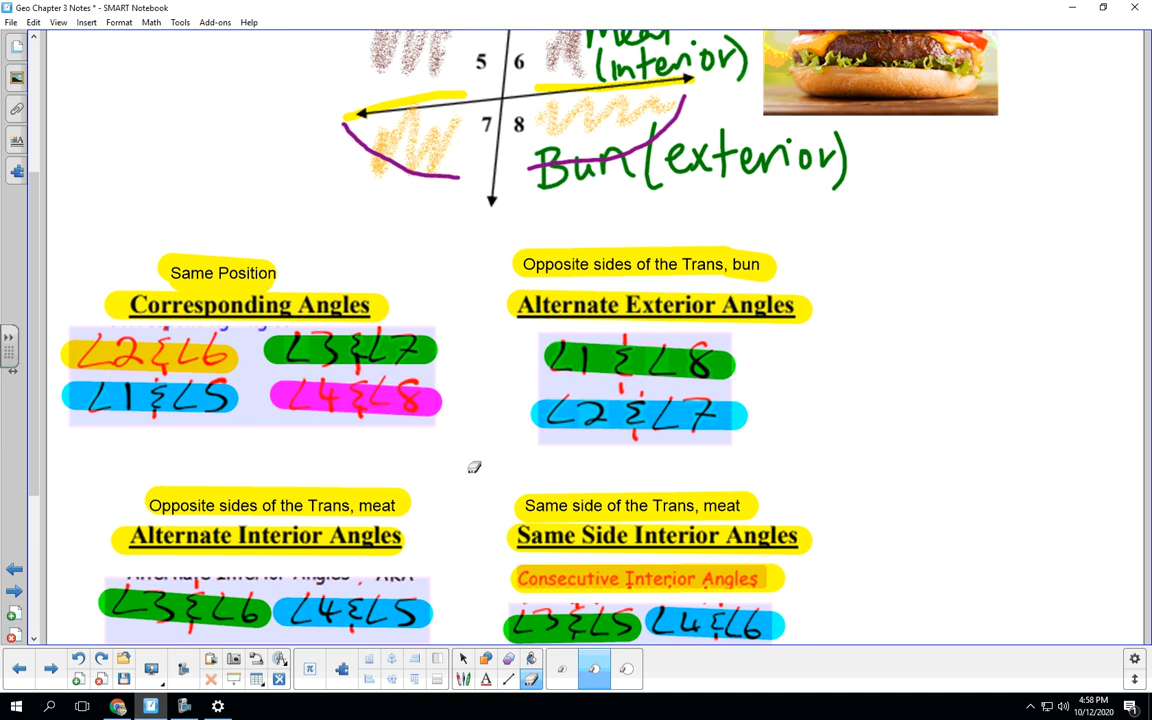 Geo Chapter 3 Notes * - SMART Notebook
File Edit View Insert Format Math Tools Add-ons Help
Meat
(interior)
5 6
7 8
Bun (exterior)
Same Position
Corresponding Angles
∠2 & ∠6 ∠3 & ∠7
∠1 & ∠5 ∠4 & ∠8
Opposite sides of the Trans, bun
Alternate Exterior Angles
∠1 & ∠8
∠2 & ∠7
Opposite sides of the Trans, meat
Alternate Interior Angles
∠3 & ∠6 ∠4 & ∠5
Same side of the Trans, meat
Same Side Interior Angles
Consecutive Interior Angles
∠3 & ∠5 ∠4 & ∠6
4:58 PM
10/12/2020